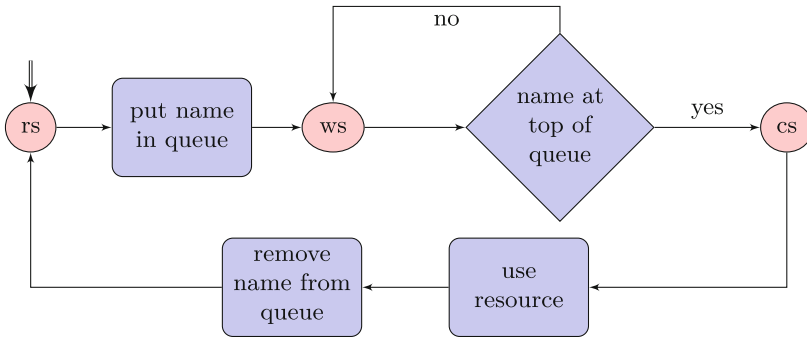 no
rs
put name
in queue
ws
name at
top of
queue
yes
cs
remove
name from
queue
use
resource